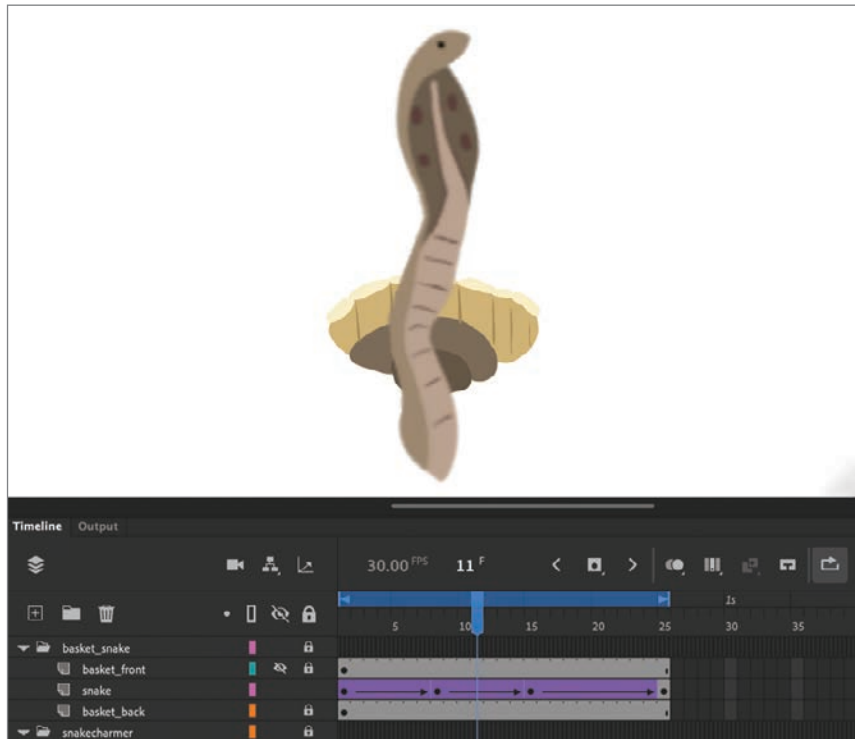 Timeline Output
30.00 FPS 11 F
1s
5 10 15 20 25 30 35
basket_snake
basket_front
snake
basket_back
snakecharmer